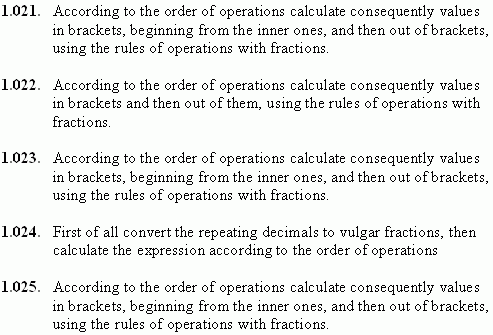 1.021. According to the order of operations calculate consequently values
in brackets, beginning from the inner ones, and then out of brackets,
using the rules of operations with fractions.
1.022. According to the order of operations calculate consequently values
in brackets and then out of them, using the rules of operations with
fractions.
1.023. According to the order of operations calculate consequently values
in brackets, beginning from the inner ones, and then out of brackets,
using the rules of operations with fractions.
1.024. First of all convert the repeating decimals to vulgar fractions, then
calculate the expression according to the order of operations
1.025. According to the order of operations calculate consequently values
in brackets, beginning from the inner ones, and then out of brackets,
using the rules of operations with fractions.